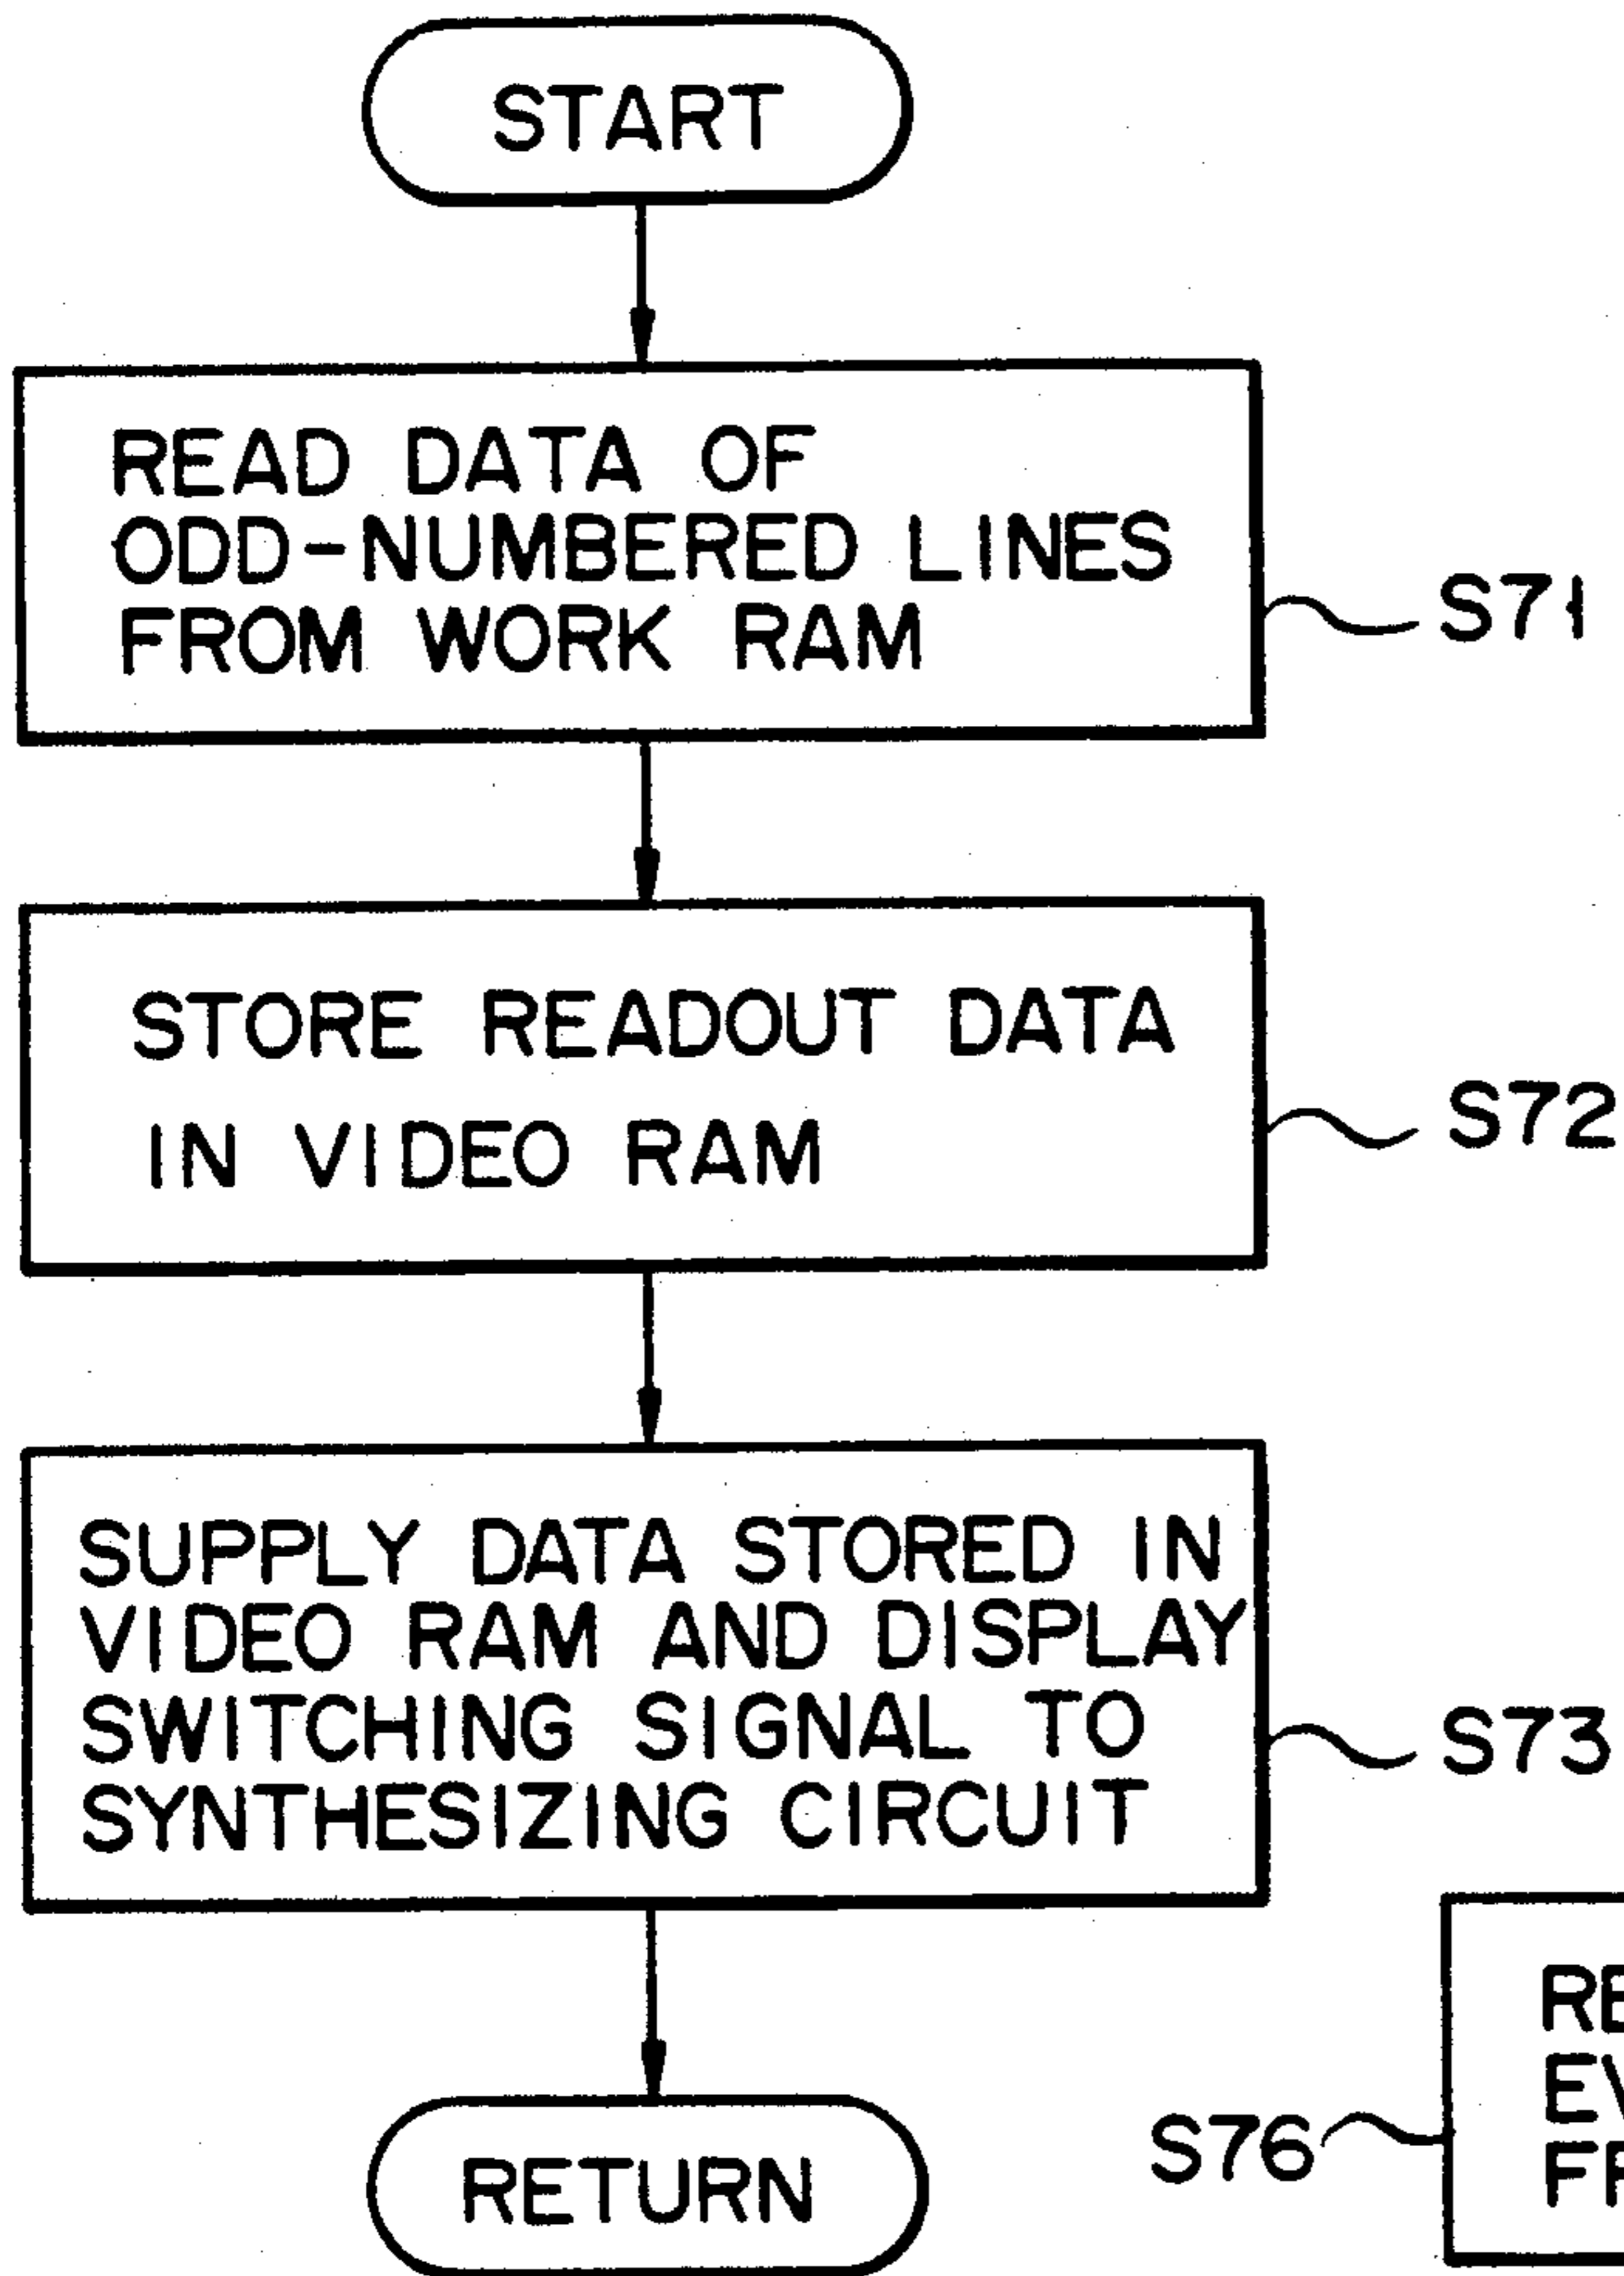 START
READ DATA OF
ODD-NUMBERED LINES
FROM WORK RAM
S71
STORE READOUT DATA
IN VIDEO RAM
S72
SUPPLY DATA STORED IN
VIDEO RAM AND DISPLAY
SWITCHING SIGNAL TO
SYNTHESIZING CIRCUIT
S73
RETURN
S76